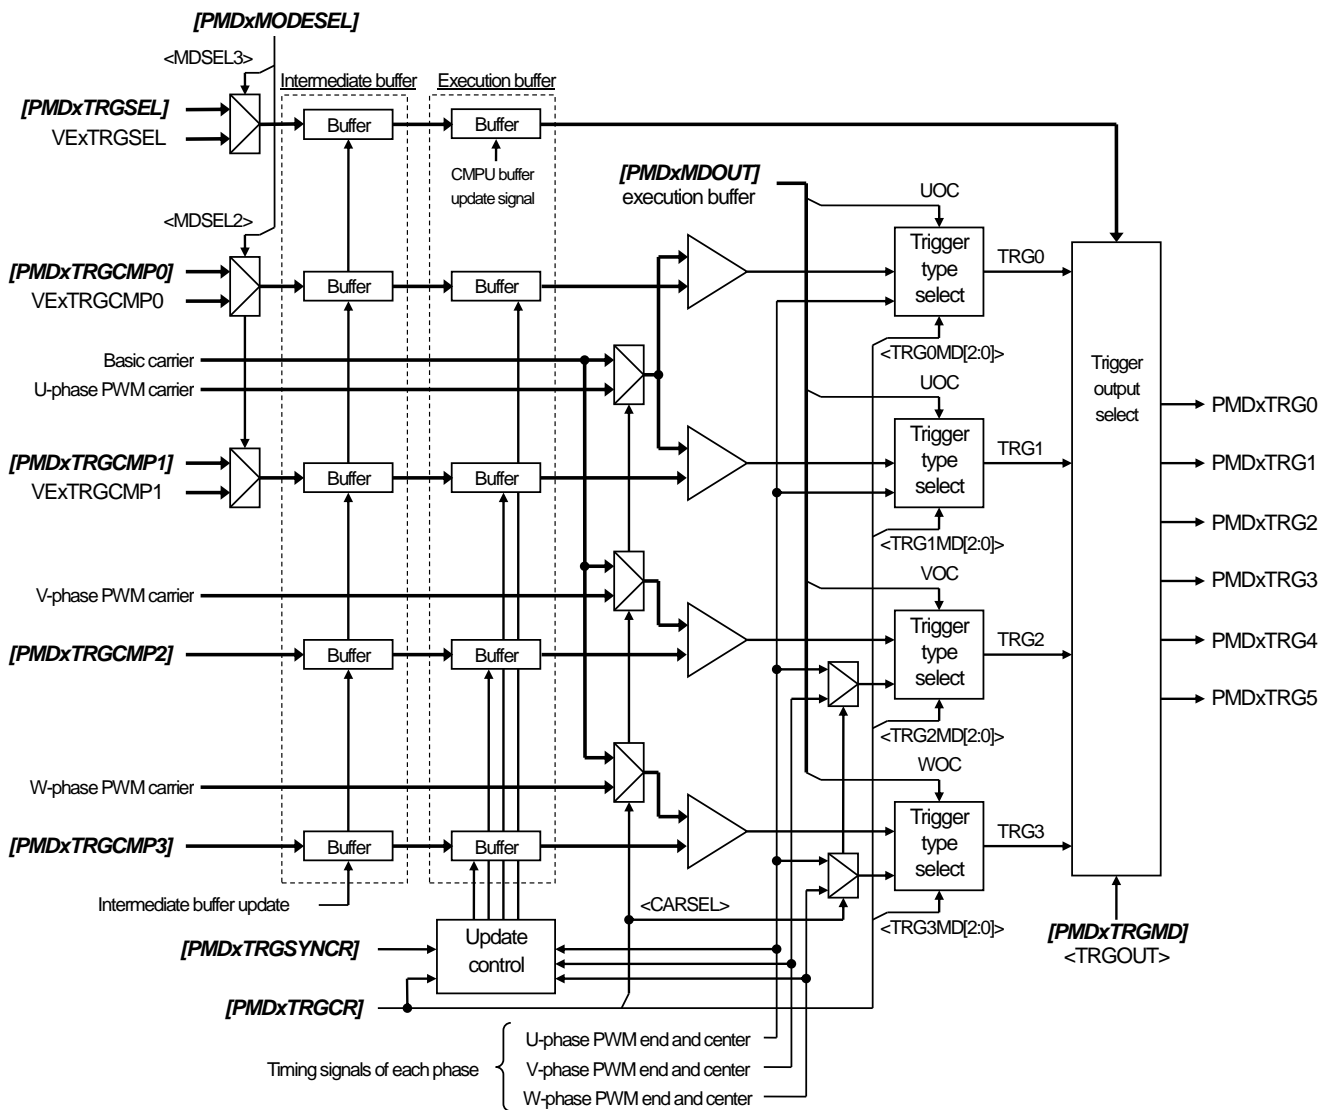 [PMDxMODESEL]
<MDSEL3>
Intermediate buffer
Execution buffer
[PMDxTRGSEL]
VExTRGSEL
Buffer
Buffer
CMPU buffer
update signal
[PMDxMDOUT]
execution buffer
UOC
<MDSEL2>
[PMDxTRGCMP0]
VExTRGCMP0
Buffer
Buffer
Trigger
type
select
TRG0
<TRG0MD[2:0]>
Basic carrier
U-phase PWM carrier
UOC
Trigger
output
select
[PMDxTRGCMP1]
VExTRGCMP1
Buffer
Buffer
Trigger
type
select
TRG1
<TRG1MD[2:0]>
PMDxTRG0
PMDxTRG1
PMDxTRG2
PMDxTRG3
PMDxTRG4
PMDxTRG5
V-phase PWM carrier
VOC
[PMDxTRGCMP2]
Buffer
Buffer
Trigger
type
select
TRG2
<TRG2MD[2:0]>
W-phase PWM carrier
WOC
[PMDxTRGCMP3]
Buffer
Buffer
Trigger
type
select
TRG3
<TRG3MD[2:0]>
Intermediate buffer update
<CARSEL>
[PMDxTRGMD]
<TRGOUT>
[PMDxTRGSYNCR]
Update
control
[PMDxTRGCR]
Timing signals of each phase
U-phase PWM end and center
V-phase PWM end and center
W-phase PWM end and center